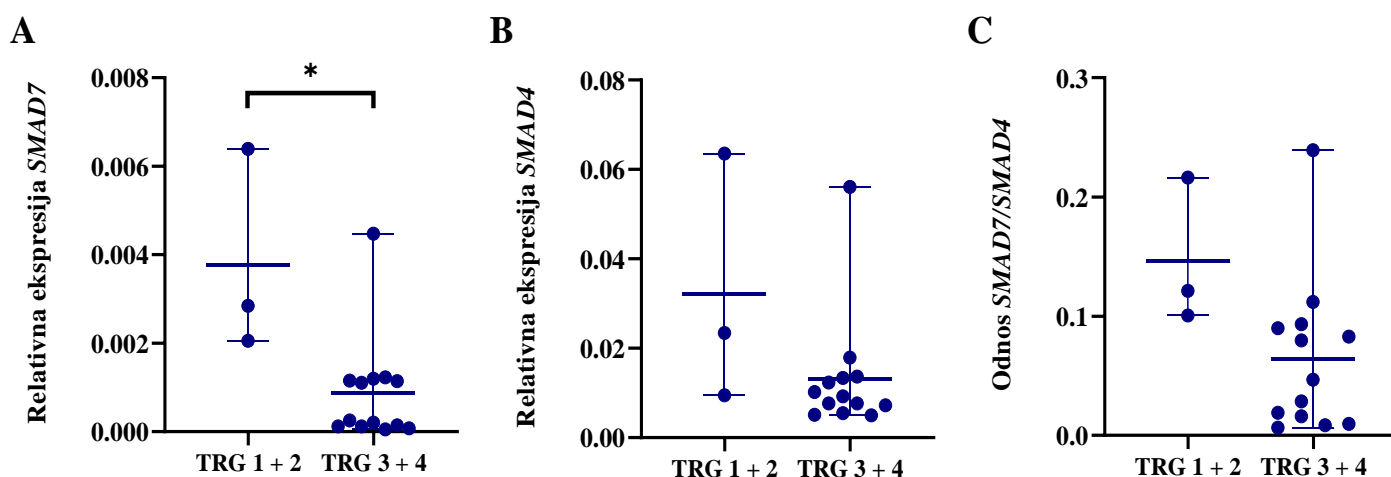 A
Relativna ekspresija SMAD7
0.008
0.006
0.004
0.002
0.000
*
TRG 1 + 2
TRG 3 + 4
B
Relativna ekspresija SMAD4
0.08
0.06
0.04
0.02
0.00
TRG 1 + 2
TRG 3 + 4
C
Odnos SMAD7/SMAD4
0.3
0.2
0.1
0.0
TRG 1 + 2
TRG 3 + 4